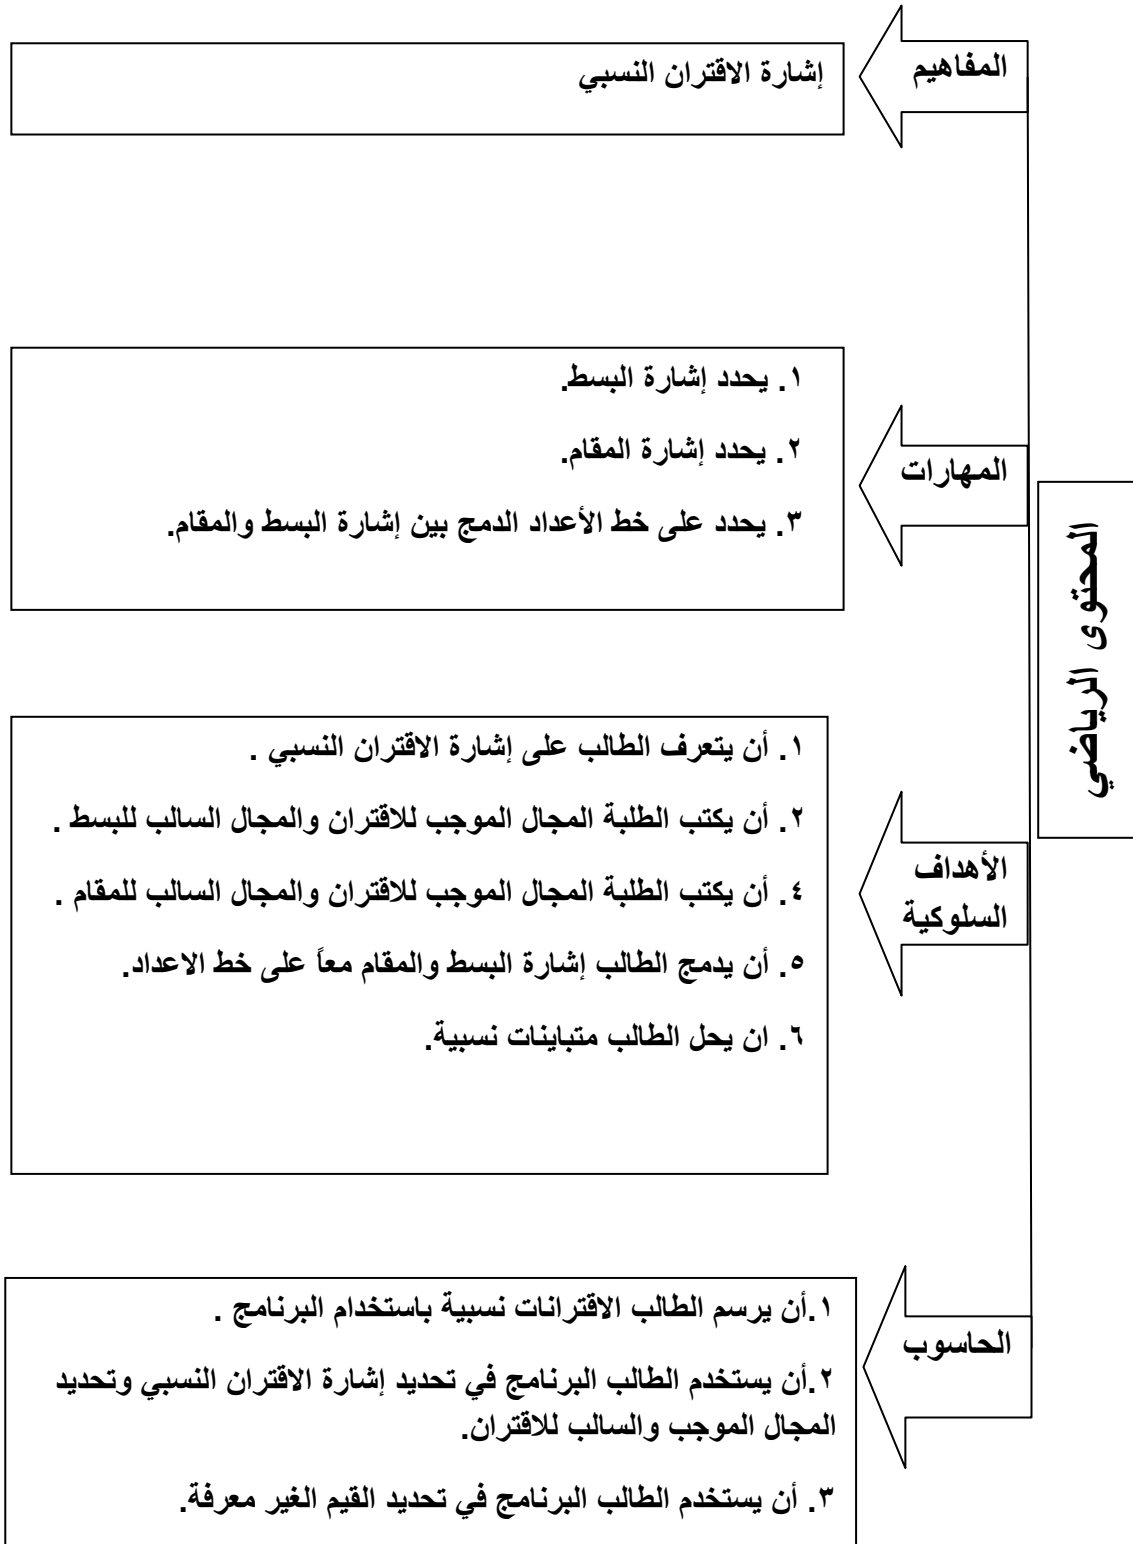 المحتوى الرياضي
المفاهيم
إشارة الاقتران النسبي
المهارات
١. يحدد إشارة البسط.
٢. يحدد إشارة المقام.
٣. يحدد على خط الأعداد الدمج بين إشارة البسط والمقام.
الأهداف
السلوكية
١. أن يتعرف الطالب على إشارة الاقتران النسبي .
٢. أن يكتب الطلبة المجال الموجب للاقتران والمجال السالب للبسط .
٤. أن يكتب الطلبة المجال الموجب للاقتران والمجال السالب للمقام .
٥. أن يدمج الطالب إشارة البسط والمقام معاً على خط الاعداد.
٦. ان يحل الطالب متباينات نسبية.
الحاسوب
١.أن يرسم الطالب الاقترانات نسبية باستخدام البرنامج .
٢.أن يستخدم الطالب البرنامج في تحديد إشارة الاقتران النسبي وتحديد
المجال الموجب والسالب للاقتران.
٣. أن يستخدم الطالب البرنامج في تحديد القيم الغير معرفة.